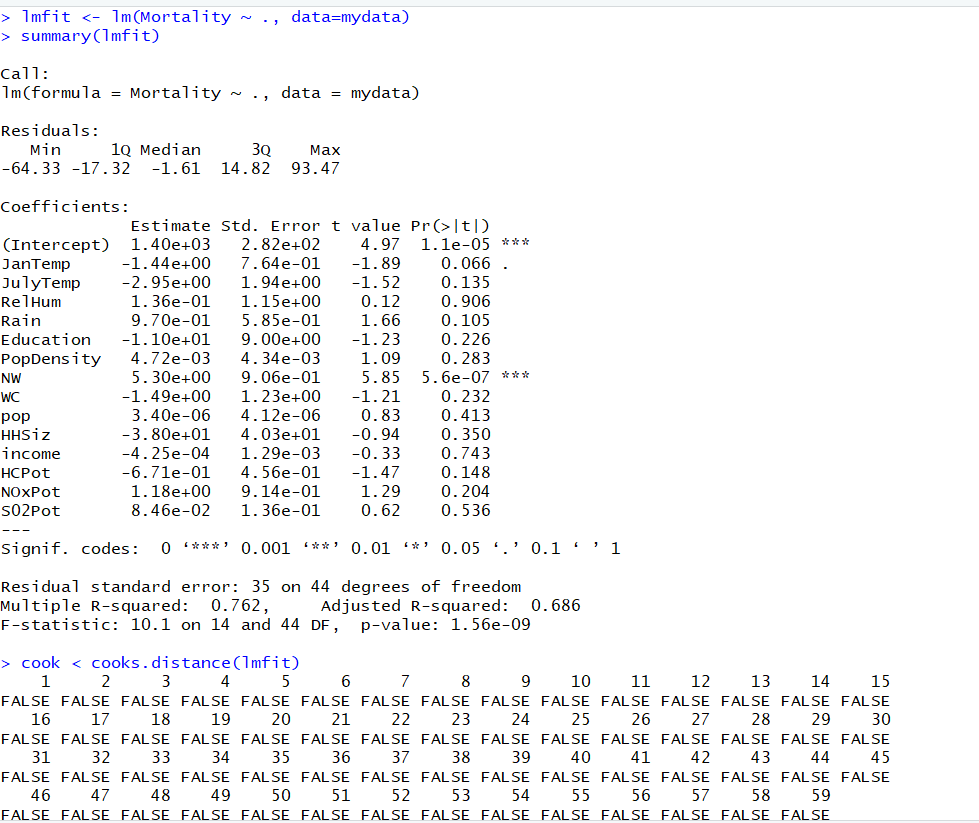 > lmfit <- lm(Mortality ~ ., data=mydata)
> summary(lmfit)
Call:
lm(formula = Mortality ~ ., data = mydata)
Residuals:
   Min     1Q Median     3Q    Max
-64.33 -17.32  -1.61  14.82  93.47
Coefficients:
             Estimate Std. Error t value Pr(>|t|)
(Intercept)  1.40e+03   2.82e+02    4.97  1.1e-05 ***
JanTemp     -1.44e+00   7.64e-01   -1.89    0.066 .
JulyTemp    -2.95e+00   1.94e+00   -1.52    0.135
RelHum       1.36e-01   1.15e+00    0.12    0.906
Rain         9.70e-01   5.85e-01    1.66    0.105
Education   -1.10e+01   9.00e+00   -1.23    0.226
PopDensity   4.72e-03   4.34e-03    1.09    0.283
NW           5.30e+00   9.06e-01    5.85  5.6e-07 ***
WC          -1.49e+00   1.23e+00   -1.21    0.232
pop          3.40e-06   4.12e-06    0.83    0.413
HHSiz       -3.80e+01   4.03e+01   -0.94    0.350
income      -4.25e-04   1.29e-03   -0.33    0.743
HCPot       -6.71e-01   4.56e-01   -1.47    0.148
NOxPot       1.18e+00   9.14e-01    1.29    0.204
SO2Pot       8.46e-02   1.36e-01    0.62    0.536
---
Signif. codes:  0 ‘***’ 0.001 ‘**’ 0.01 ‘*’ 0.05 ‘.’ 0.1 ‘ ’ 1
Residual standard error: 35 on 44 degrees of freedom
Multiple R-squared:  0.762,     Adjusted R-squared:  0.686
F-statistic: 10.1 on 14 and 44 DF,  p-value: 1.56e-09
> cook < cooks.distance(lmfit)
    1     2     3     4     5     6     7     8     9    10    11    12    13    14    15
FALSE FALSE FALSE FALSE FALSE FALSE FALSE FALSE FALSE FALSE FALSE FALSE FALSE FALSE FALSE
   16    17    18    19    20    21    22    23    24    25    26    27    28    29    30
FALSE FALSE FALSE FALSE FALSE FALSE FALSE FALSE FALSE FALSE FALSE FALSE FALSE FALSE FALSE
   31    32    33    34    35    36    37    38    39    40    41    42    43    44    45
FALSE FALSE FALSE FALSE FALSE FALSE FALSE FALSE FALSE FALSE FALSE FALSE FALSE FALSE FALSE
   46    47    48    49    50    51    52    53    54    55    56    57    58    59
FALSE FALSE FALSE FALSE FALSE FALSE FALSE FALSE FALSE FALSE FALSE FALSE FALSE FALSE